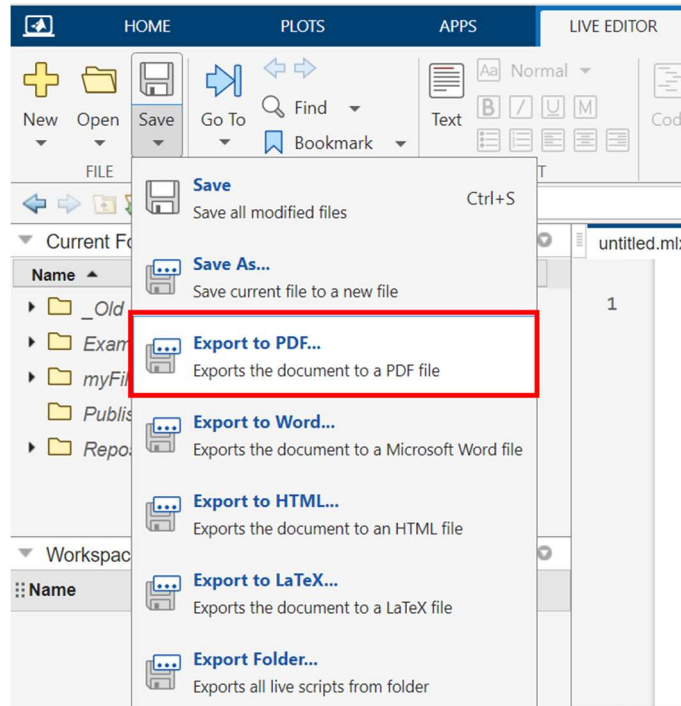 HOME PLOTS APPS LIVE EDITOR
New Open Save Go To Find Bookmark Text Aa Normal
B I U M
FILE
Save Ctrl+S
Save all modified files
Save As...
Save current file to a new file
Export to PDF...
Exports the document to a PDF file
Export to Word...
Exports the document to a Microsoft Word file
Export to HTML...
Exports the document to an HTML file
Export to LaTeX...
Exports the document to a LaTeX file
Export Folder...
Exports all live scripts from folder
Current Fo
Name
_Old
Exam
myFil
Publis
Repos
Workspac
Name
untitled.mlx
1